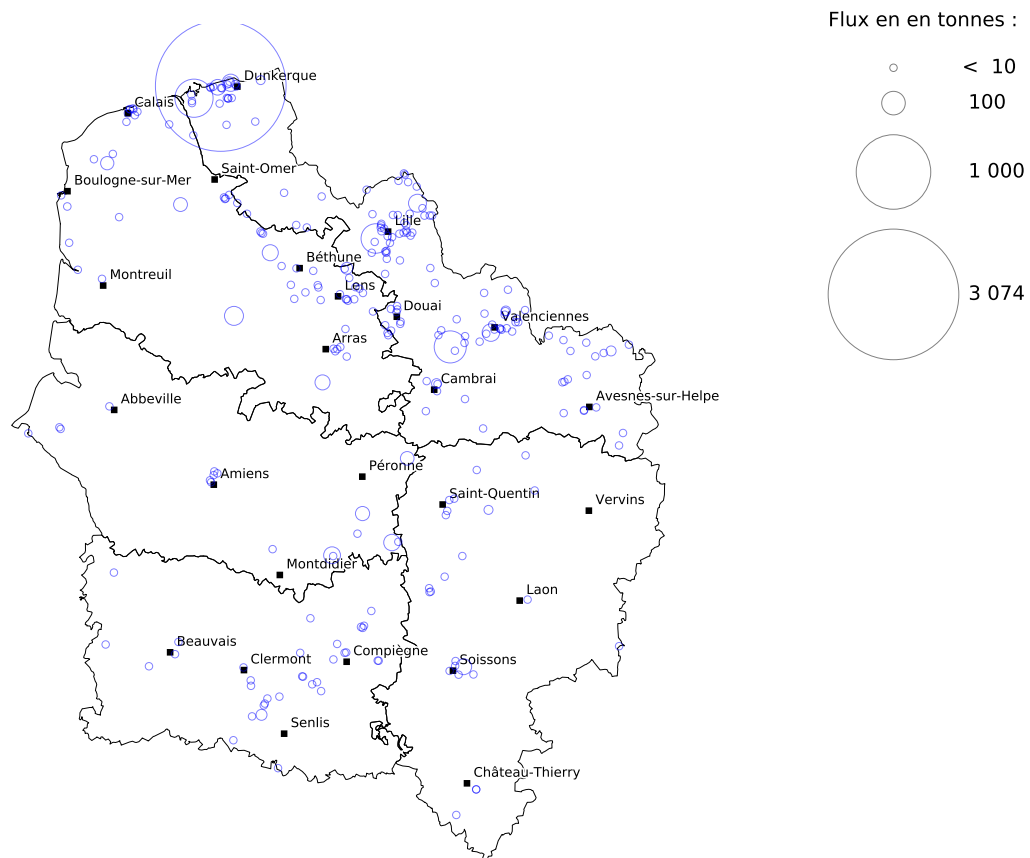 Flux en en tonnes :
< 10
100
1 000
3 074
Dunkerque
Calais
Saint-Omer
Boulogne-sur-Mer
Lille
Béthune
Montreuil
Lens
Douai
Valenciennes
Arras
Cambrai
Avesnes-sur-Helpe
Abbeville
Péronne
Amiens
Saint-Quentin
Vervins
Montdidier
Laon
Beauvais
Compiègne
Clermont
Soissons
Senlis
Château-Thierry